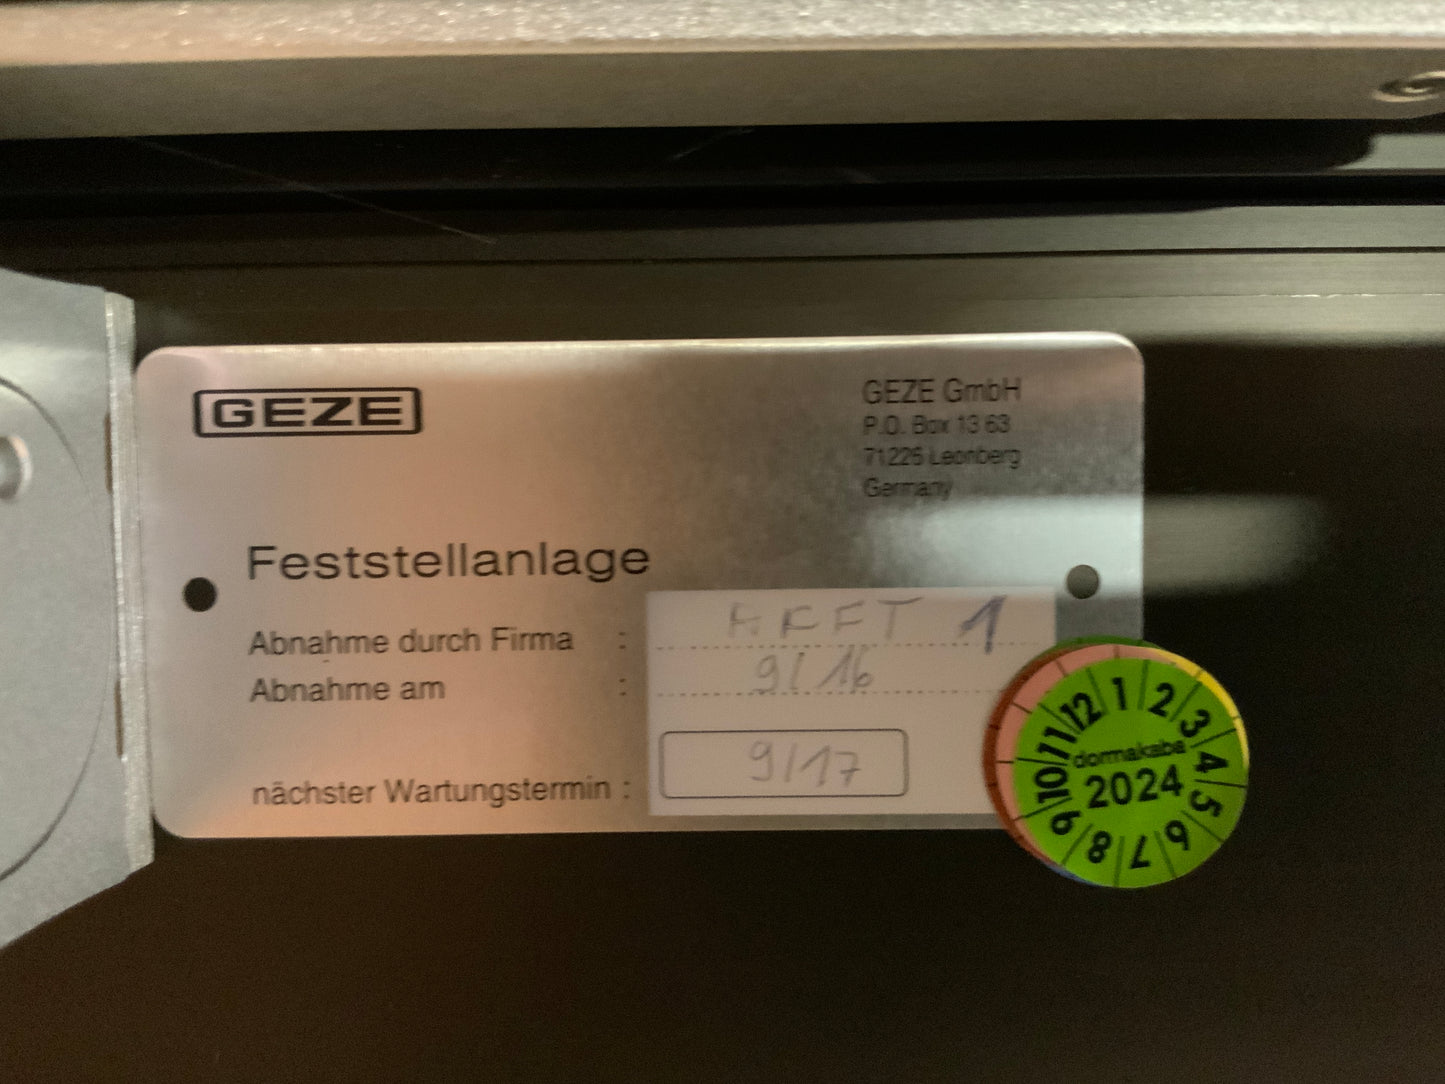 GEZE
GEZE GmbH
P.O. Box 13 63
71226 Leonberg
Germany
Feststellanlage
Abnahme durch Firma :
1
Abnahme am : 9/16
nächster Wartungstermin : 9/17
1 2 3 4 5 6 7 8 9 10 11 12
dormakaba
2024